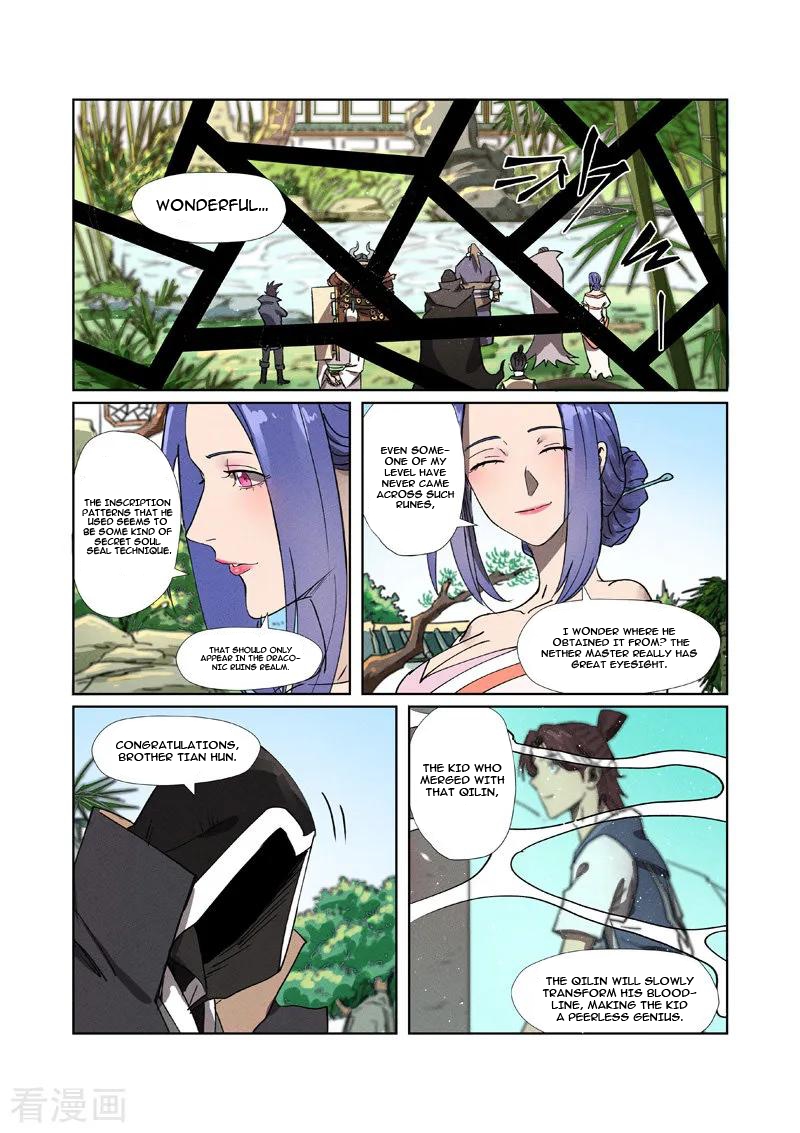 WONDERFUL...
EVEN SOME-
ONE OF MY
LEVEL HAVE
NEVER CAME
ACROSS SUCH
RUNES,
I WONDER WHERE HE
OBTAINED IT FROM? THE
NETHER MASTER REALLY HAS
GREAT EYESIGHT.
THE INSCRIPTION
PATTERNS THAT HE
USED SEEMS TO
BE SOME KIND OF
SECRET SOUL
SEAL TECHNIQUE.
THAT SHOULD ONLY
APPEAR IN THE DRACO-
NIC RUINS REALM.
CONGRATULATIONS,
BROTHER TIAN HUN.
THE KID WHO
MERGED WITH
THAT QILIN,
THE QILIN WILL SLOWLY
TRANSFORM HIS BLOOD-
LINE, MAKING THE KID
A PEERLESS GENIUS.
看漫画